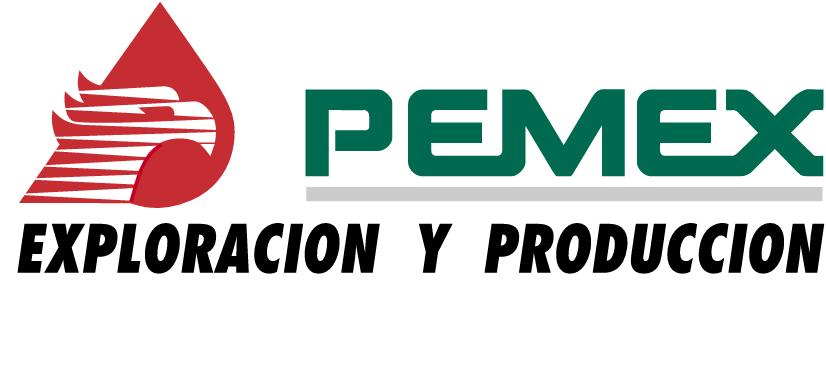 PEMEX
EXPLORACION Y PRODUCCION